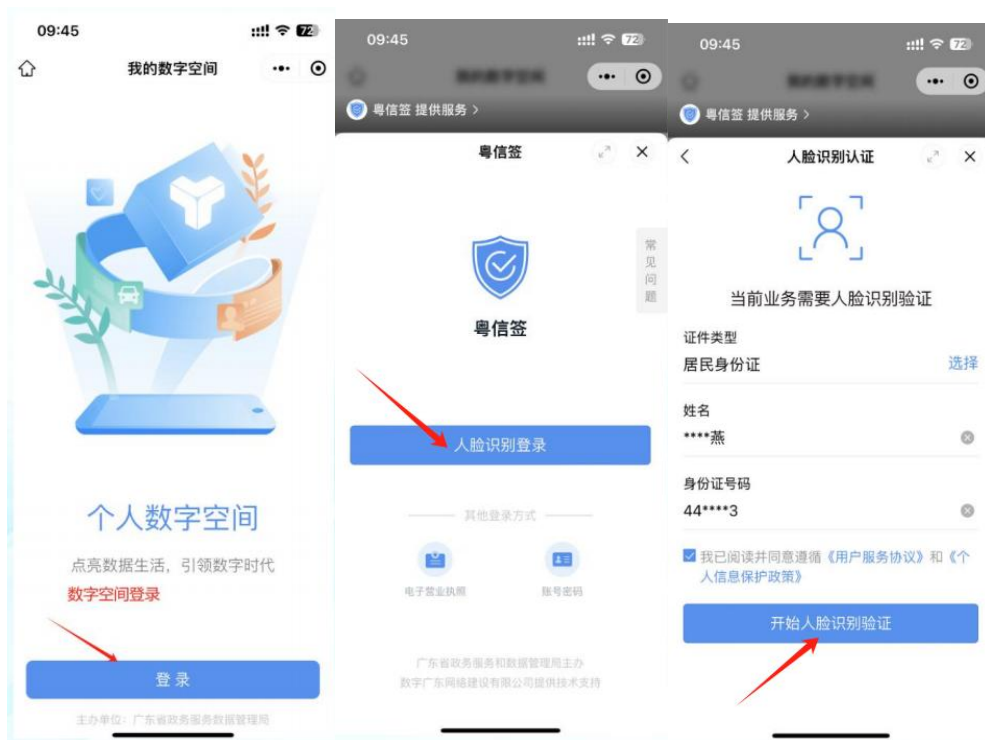 09:45
72
我的数字空间
个人数字空间
点亮数据生活，引领数字时代
数字空间登录
登录
主办单位：广东省政务服务数据管理局
09:45
72
粤信签 提供服务 >
粤信签
常见问题
粤信签
人脸识别登录
其他登录方式
电子营业执照
账号密码
广东省政务服务和数据管理局主办
数字广东网络建设有限公司提供技术支持
09:45
72
粤信签 提供服务 >
人脸识别认证
当前业务需要人脸识别验证
证件类型
居民身份证 选择
姓名
****燕
身份证号码
44****3
我已阅读并同意遵循《用户服务协议》和《个
人信息保护政策》
开始人脸识别验证